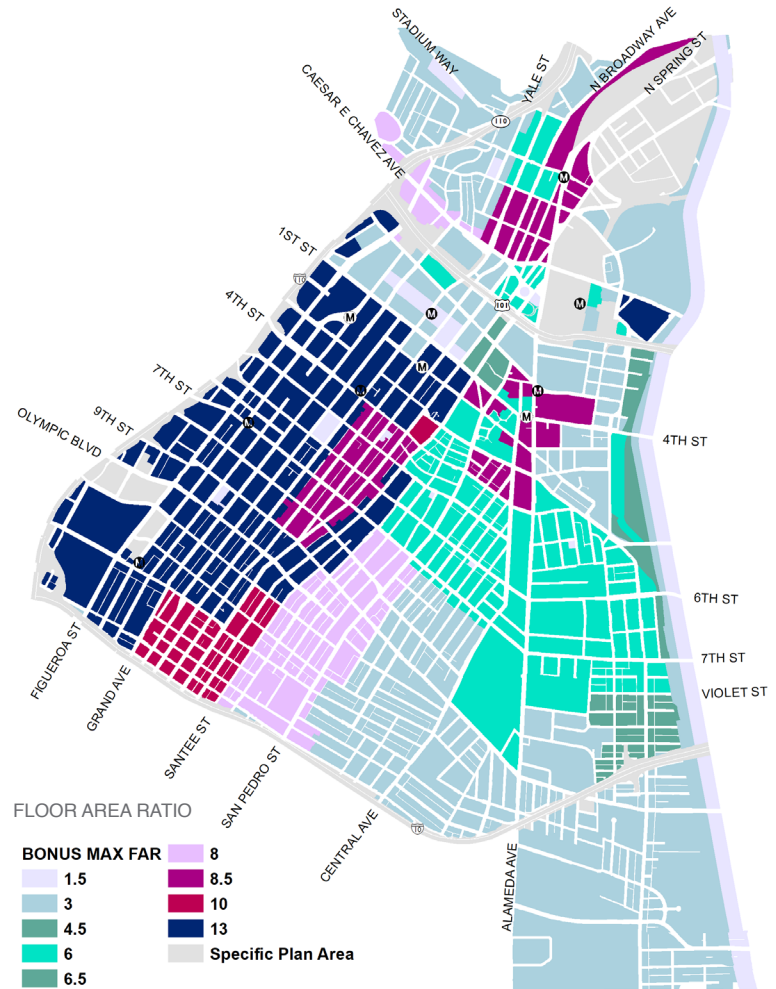 STADIUM WAY
YALE ST
N BROADWAY AVE
N SPRING ST
CAESAR E CHAVEZ AVE
110
M
1ST ST
10
4TH ST
M
M
101
M
7TH ST
M
M
M
9TH ST
M
M
OLYMPIC BLVD
4TH ST
M
6TH ST
FIGUEROA ST
GRAND AVE
7TH ST
VIOLET ST
SANTEE ST
SAN PEDRO ST
CENTRAL AVE
10
ALAMEDA AVE
FLOOR AREA RATIO
BONUS MAX FAR
1.5
3
4.5
6
6.5
8
8.5
10
13
Specific Plan Area